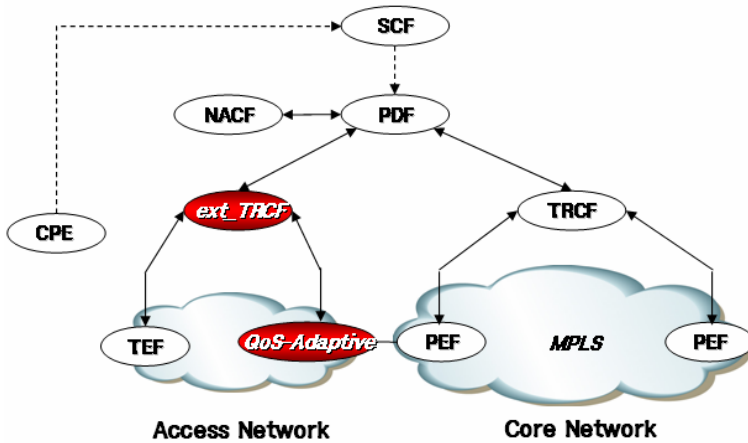 SCF
NACF
PDF
ext_TRCF
TRCF
CPE
TEF
QoS-Adaptive
PEF
MPLS
PEF
Access Network
Core Network